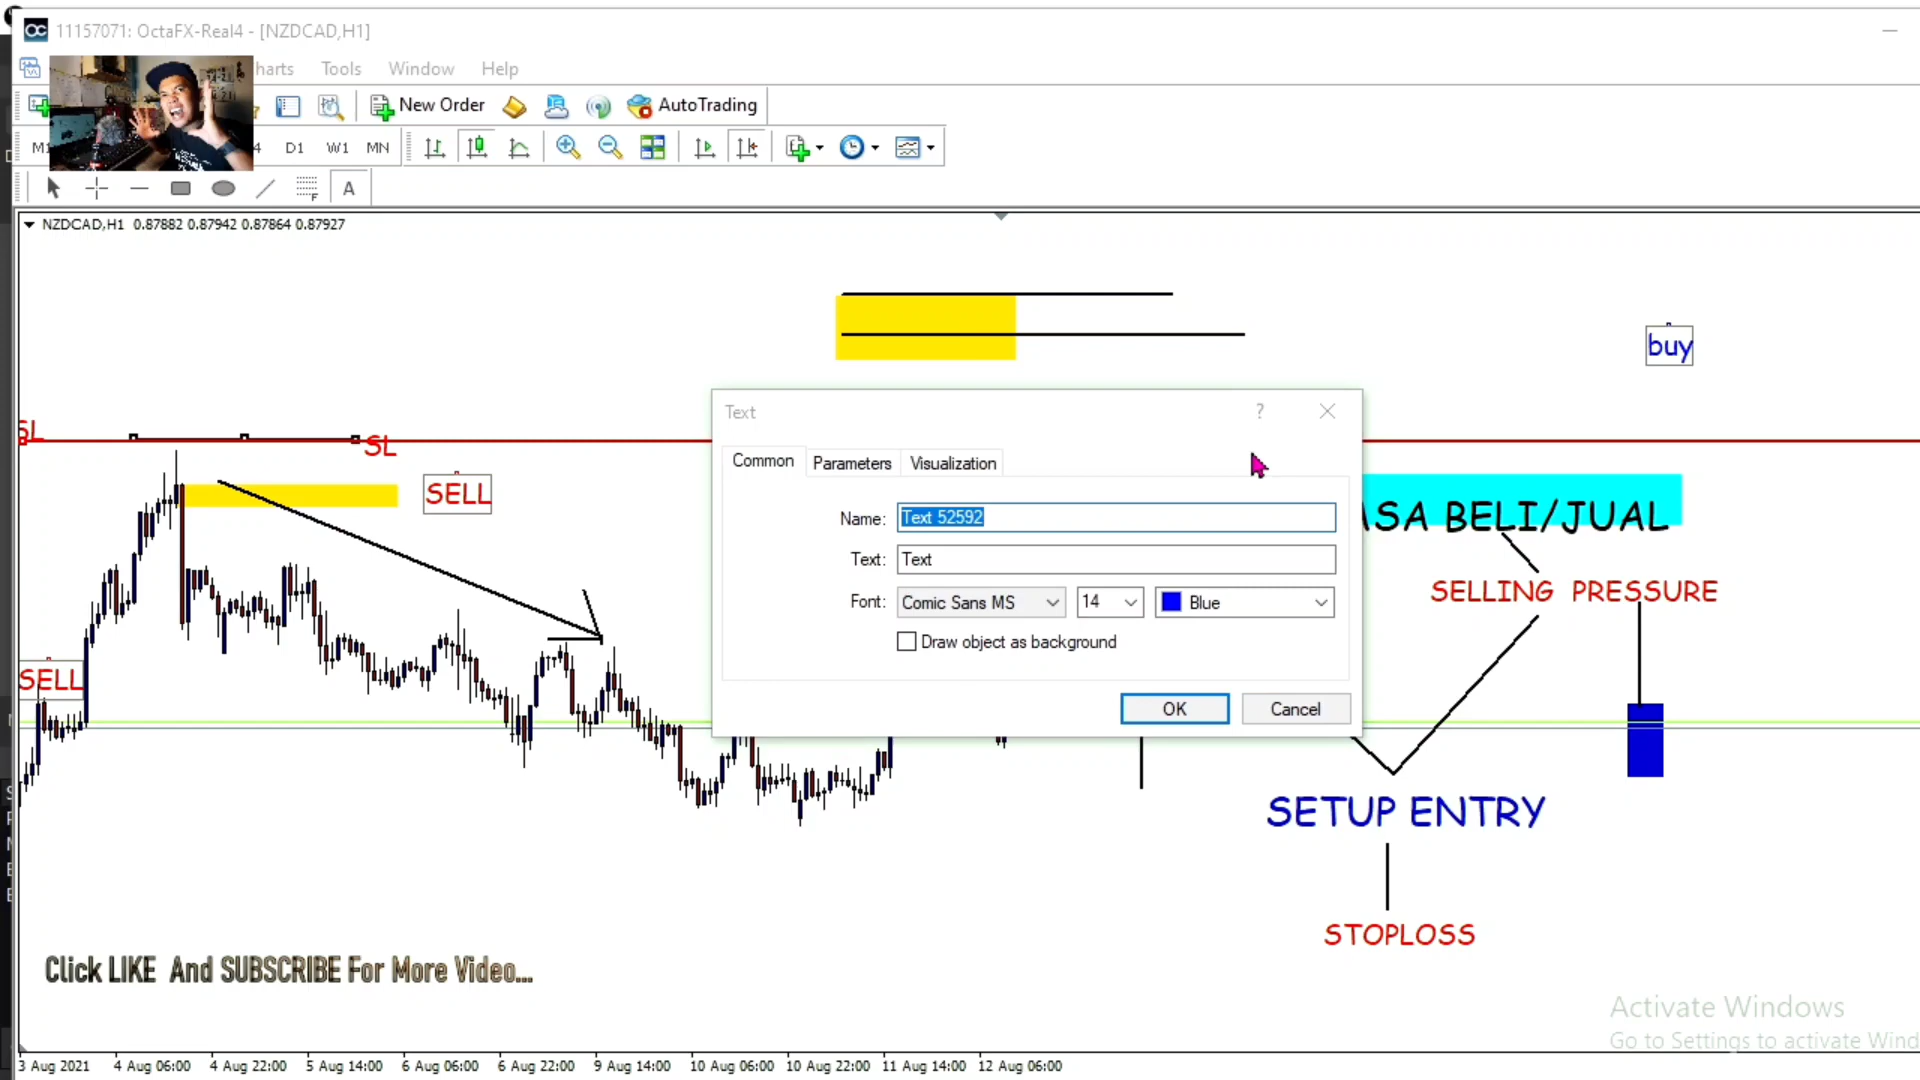 11157071: OctaFX-Real4 - [NZDCAD,H1]
harts Tools Window Help
New Order AutoTrading
M1 4 D1 W1 MN
A
NZDCAD,H1 0.87882 0.87942 0.87864 0.87927
buy
SL
SL
SELL
SELL
Text ?
Common Parameters Visualization
Name: Text 52592
Text: Text
Font: Comic Sans MS 14 Blue
Draw object as background
OK Cancel
ASA BELI/JUAL
SELLING PRESSURE
SETUP ENTRY
STOPLOSS
Click LIKE And SUBSCRIBE For More Video...
Activate Windows
Go to Settings to activate Wind
3 Aug 2021 4 Aug 06:00 4 Aug 22:00 5 Aug 14:00 6 Aug 06:00 6 Aug 22:00 9 Aug 14:00 10 Aug 06:00 10 Aug 22:00 11 Aug 14:00 12 Aug 06:00